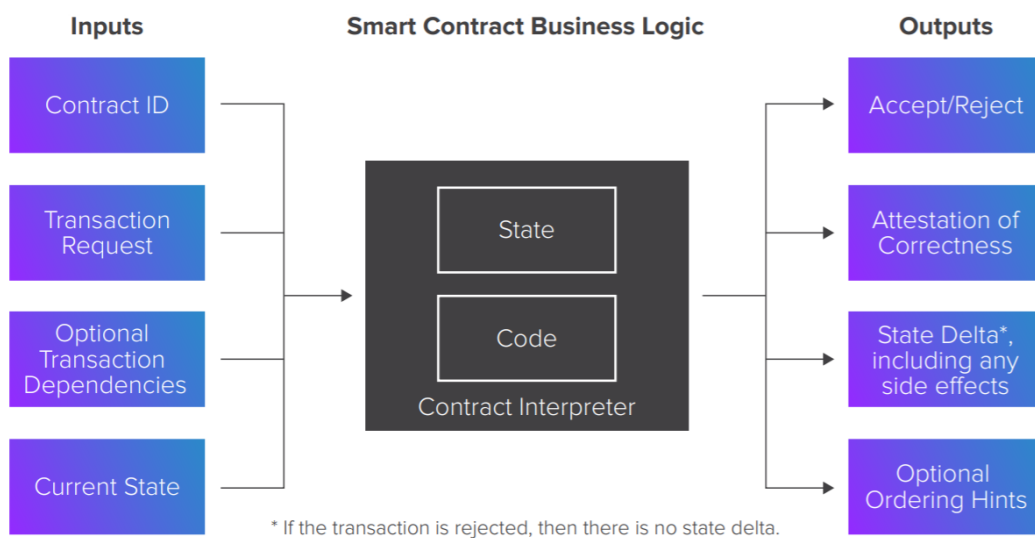 Inputs
Smart Contract Business Logic
Outputs
Contract ID
Transaction
Request
Optional
Transaction
Dependencies
Current State
State
Code
Contract Interpreter
Accept/Reject
Attestation of
Correctness
State Delta*,
including any
side effects
Optional
Ordering Hints
* If the transaction is rejected, then there is no state delta.